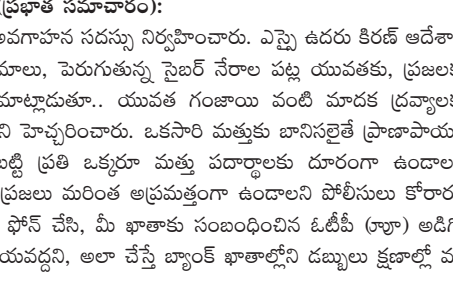 (ప్రభాత సమాచారం):
అవగాహన సదస్సు నిర్వహించారు. ఎస్పై ఉదరు కిరణ్ ఆదేశా
మాలు, పెరుగుతున్న సైబర్ నేరాల పట్ల యువతకు, ప్రజలక
మాట్లాడుతూ.. యువత గంజాయి వంటి మాదక ద్రవ్యాల
ని హెచ్చరించారు. ఒకసారి మత్తుకు బానిసలైతే ప్రాణాపాయ
బట్టి ప్రతి ఒక్కరూ మత్తు పదార్థాలకు దూరంగా ఉండాల
ప్రజలు మరింత అప్రమత్తంగా ఉండాలని పోలీసులు కోరార
ఫోన్ చేసి, మీ ఖాతాకు సంబంధించిన ఓటీపీ అడిగి
యవద్దని, అలా చేస్తే బ్యాంక్ ఖాతాల్లోని డబ్బులు క్షణాల్లో మ